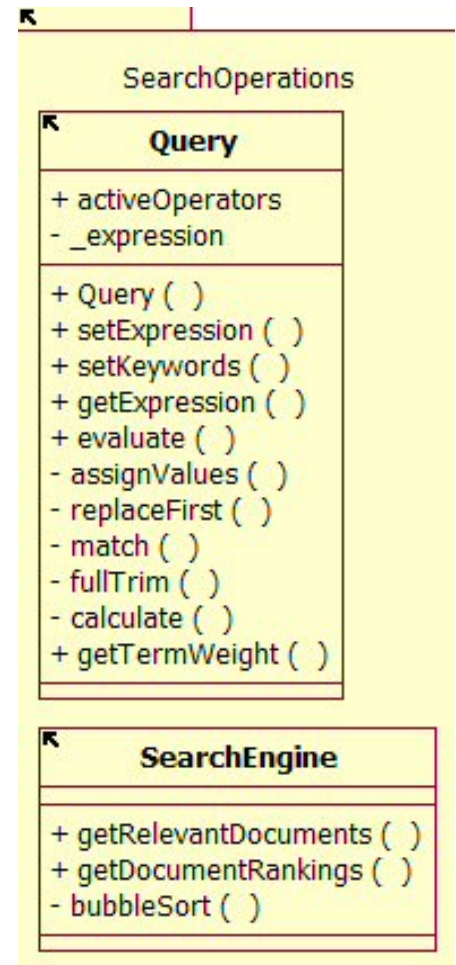 SearchOperations
Query
+ activeOperators
- _expression
+ Query ( )
+ setExpression ( )
+ setKeywords ( )
+ getExpression ( )
+ evaluate ( )
- assignValues ( )
- replaceFirst ( )
- match ( )
- fullTrim ( )
- calculate ( )
+ getTermWeight ( )
SearchEngine
+ getRelevantDocuments ( )
+ getDocumentRankings ( )
- bubbleSort ( )